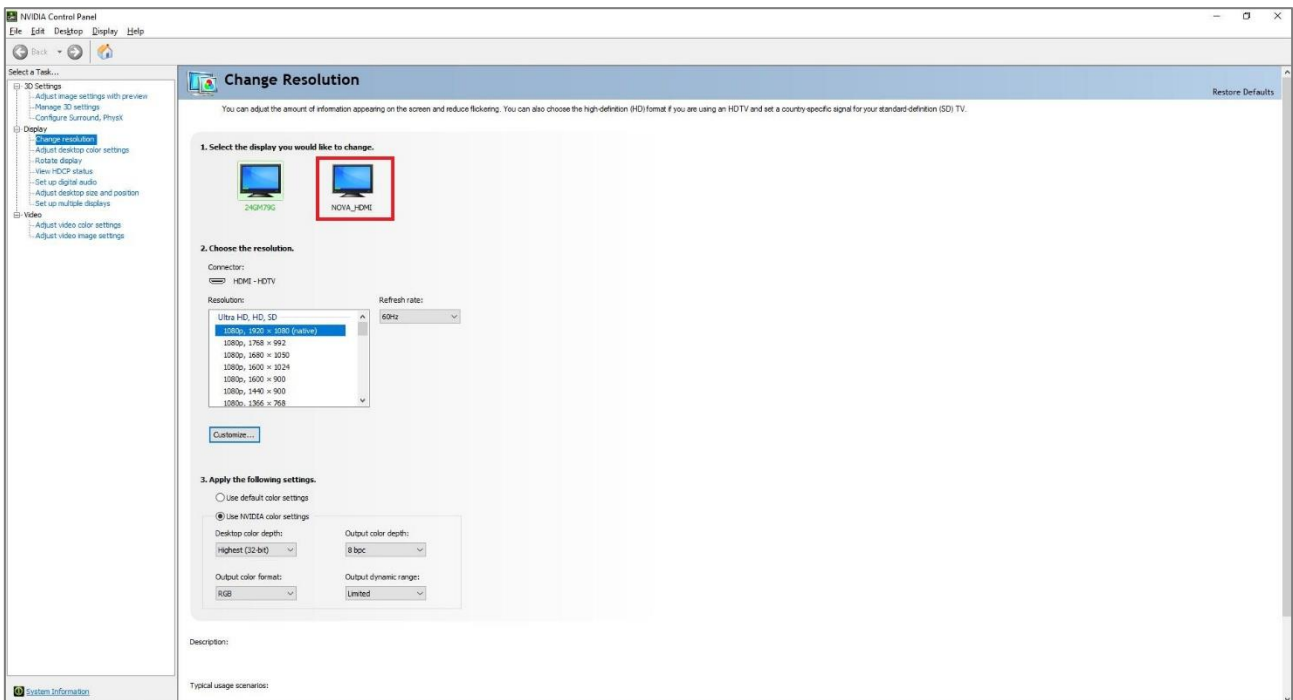 NVIDIA Control Panel
File Edit Desktop Display Help
Back
Select a Task...
3D Settings
Adjust image settings with preview
Manage 3D settings
Configure Surround, PhysX
Display
Change resolution
Adjust desktop color settings
Rotate display
View HDCP status
Set up digital audio
Adjust desktop size and position
Set up multiple displays
Video
Adjust video color settings
Adjust video image settings
System Information
Change Resolution
Restore Defaults
You can adjust the amount of information appearing on the screen and reduce flickering. You can also choose the high-definition (HD) format if you are using an HDTV and set a country-specific signal for your standard-definition (SD) TV.
1. Select the display you would like to change.
24GM79G NOVA_HDMI
2. Choose the resolution.
Connector:
HDMI - HDTV
Resolution: Refresh rate:
Ultra HD, HD, SD 60Hz
1080p, 1920 × 1080 (native)
1080p, 1768 × 992
1080p, 1680 × 1050
1080p, 1600 × 1024
1080p, 1600 × 900
1080p, 1440 × 900
1080p, 1366 × 768
Customize...
3. Apply the following settings.
Use default color settings
Use NVIDIA color settings
Desktop color depth: Output color depth:
Highest (32-bit) 8 bpc
Output color format: Output dynamic range:
RGB Limited
Description:
Typical usage scenarios: